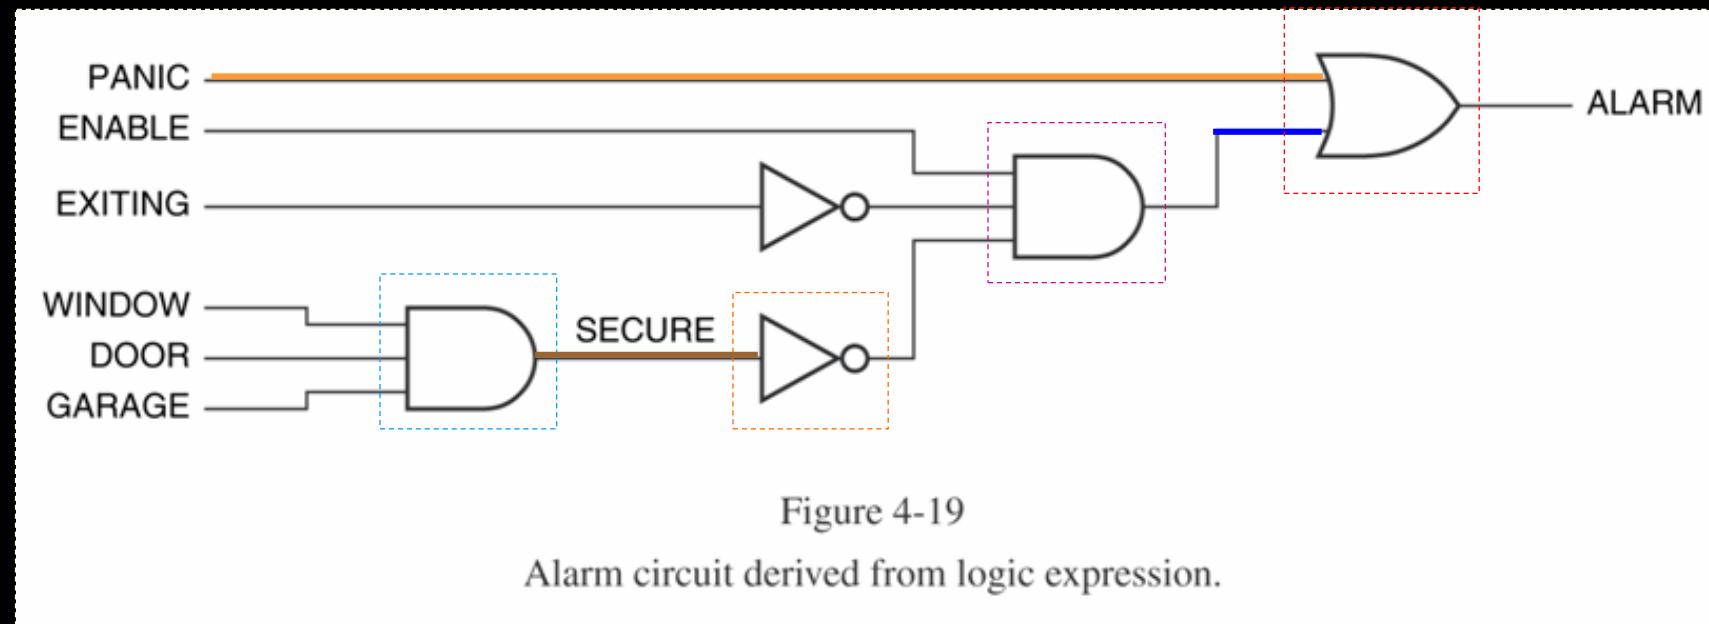 PANIC
ALARM
ENABLE
EXITING
WINDOW
SECURE
DOOR
GARAGE
Figure 4-19
Alarm circuit derived from logic expression.